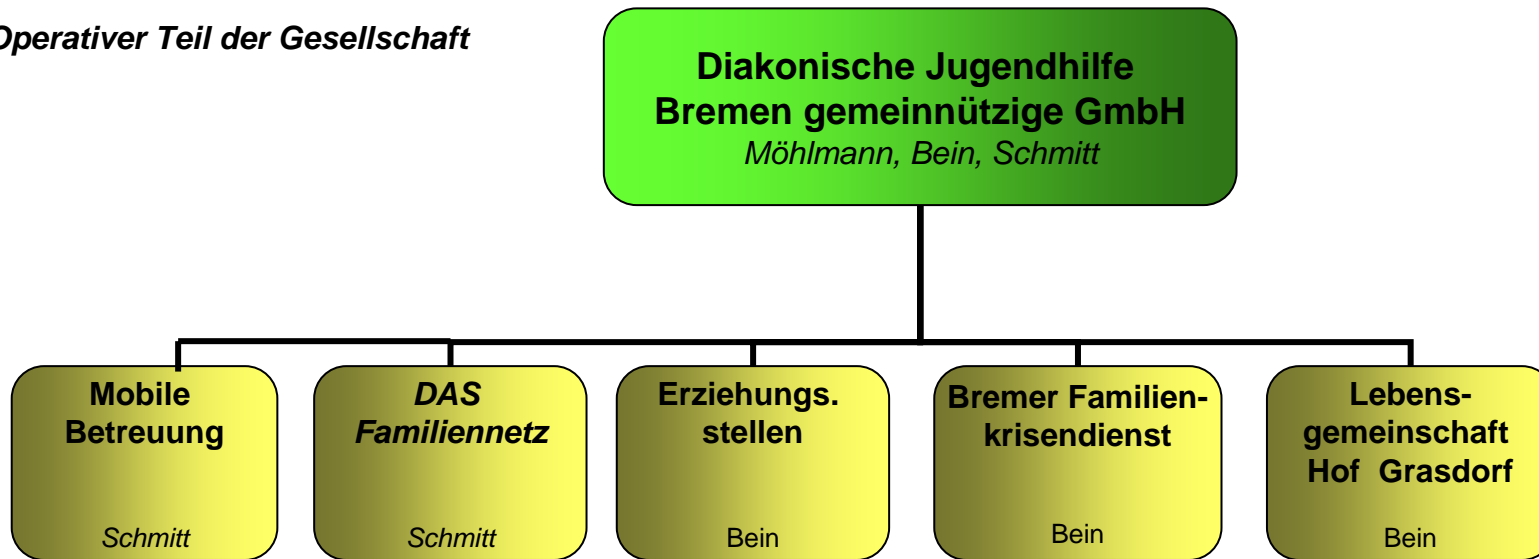 Operativer Teil der Gesellschaft
Diakonische Jugendhilfe
Bremen gemeinnützige GmbH
Möhlmann, Bein, Schmitt
Mobile
Betreuung
Schmitt
DAS
Familiennetz
Schmitt
Erziehungs.
stellen
Bein
Bremer Familien-
krisendienst
Bein
Lebens-
gemeinschaft
Hof Grasdorf
Bein